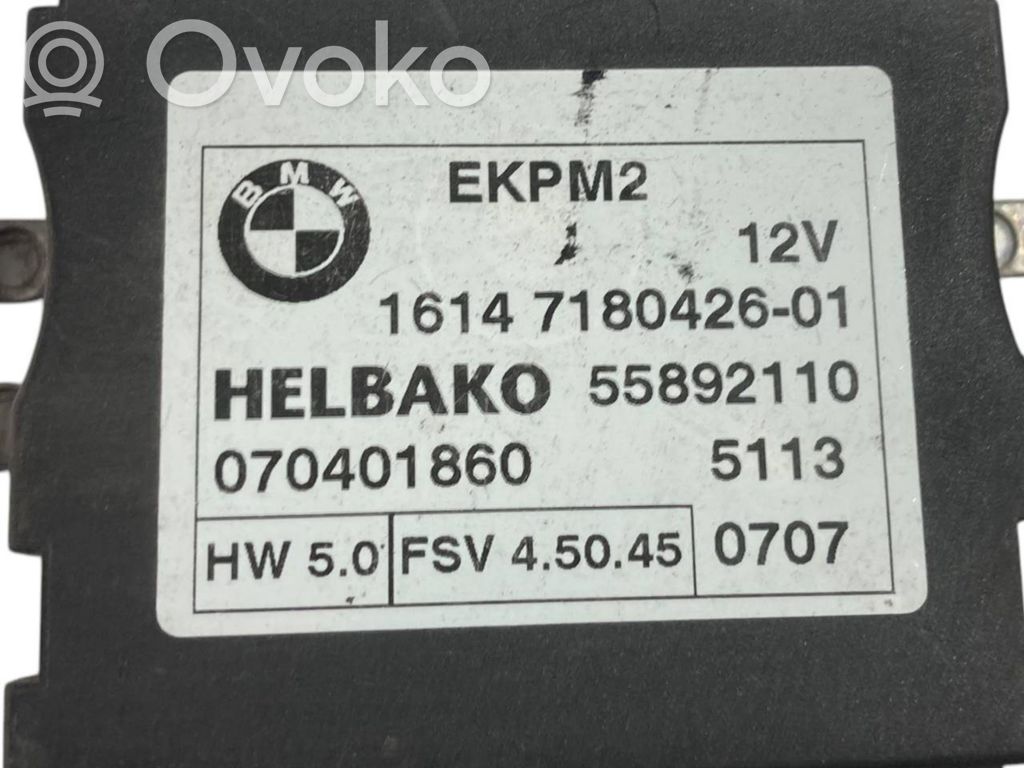 Ovoko
BMW
EKPM2
12V
1614 7180426-01
HELBAKO 55892110
070401860 5113
HW 5.0 FSV 4.50.45 0707